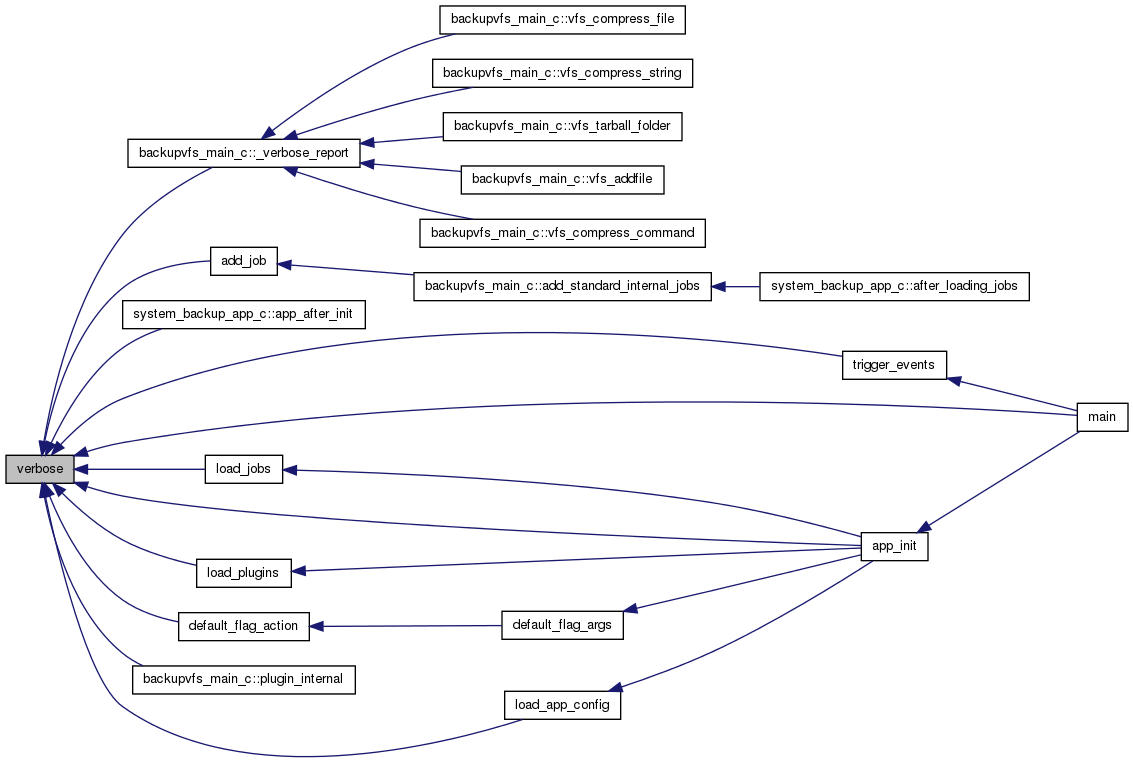 backupvfs_main_c::vfs_compress_file
backupvfs_main_c::vfs_compress_string
backupvfs_main_c::vfs_tarball_folder
backupvfs_main_c::_verbose_report
backupvfs_main_c::vfs_addfile
backupvfs_main_c::vfs_compress_command
add_job
backupvfs_main_c::add_standard_internal_jobs
system_backup_app_c::after_loading_jobs
system_backup_app_c::app_after_init
trigger_events
main
verbose
load_jobs
app_init
load_plugins
default_flag_action
default_flag_args
backupvfs_main_c::plugin_internal
load_app_config